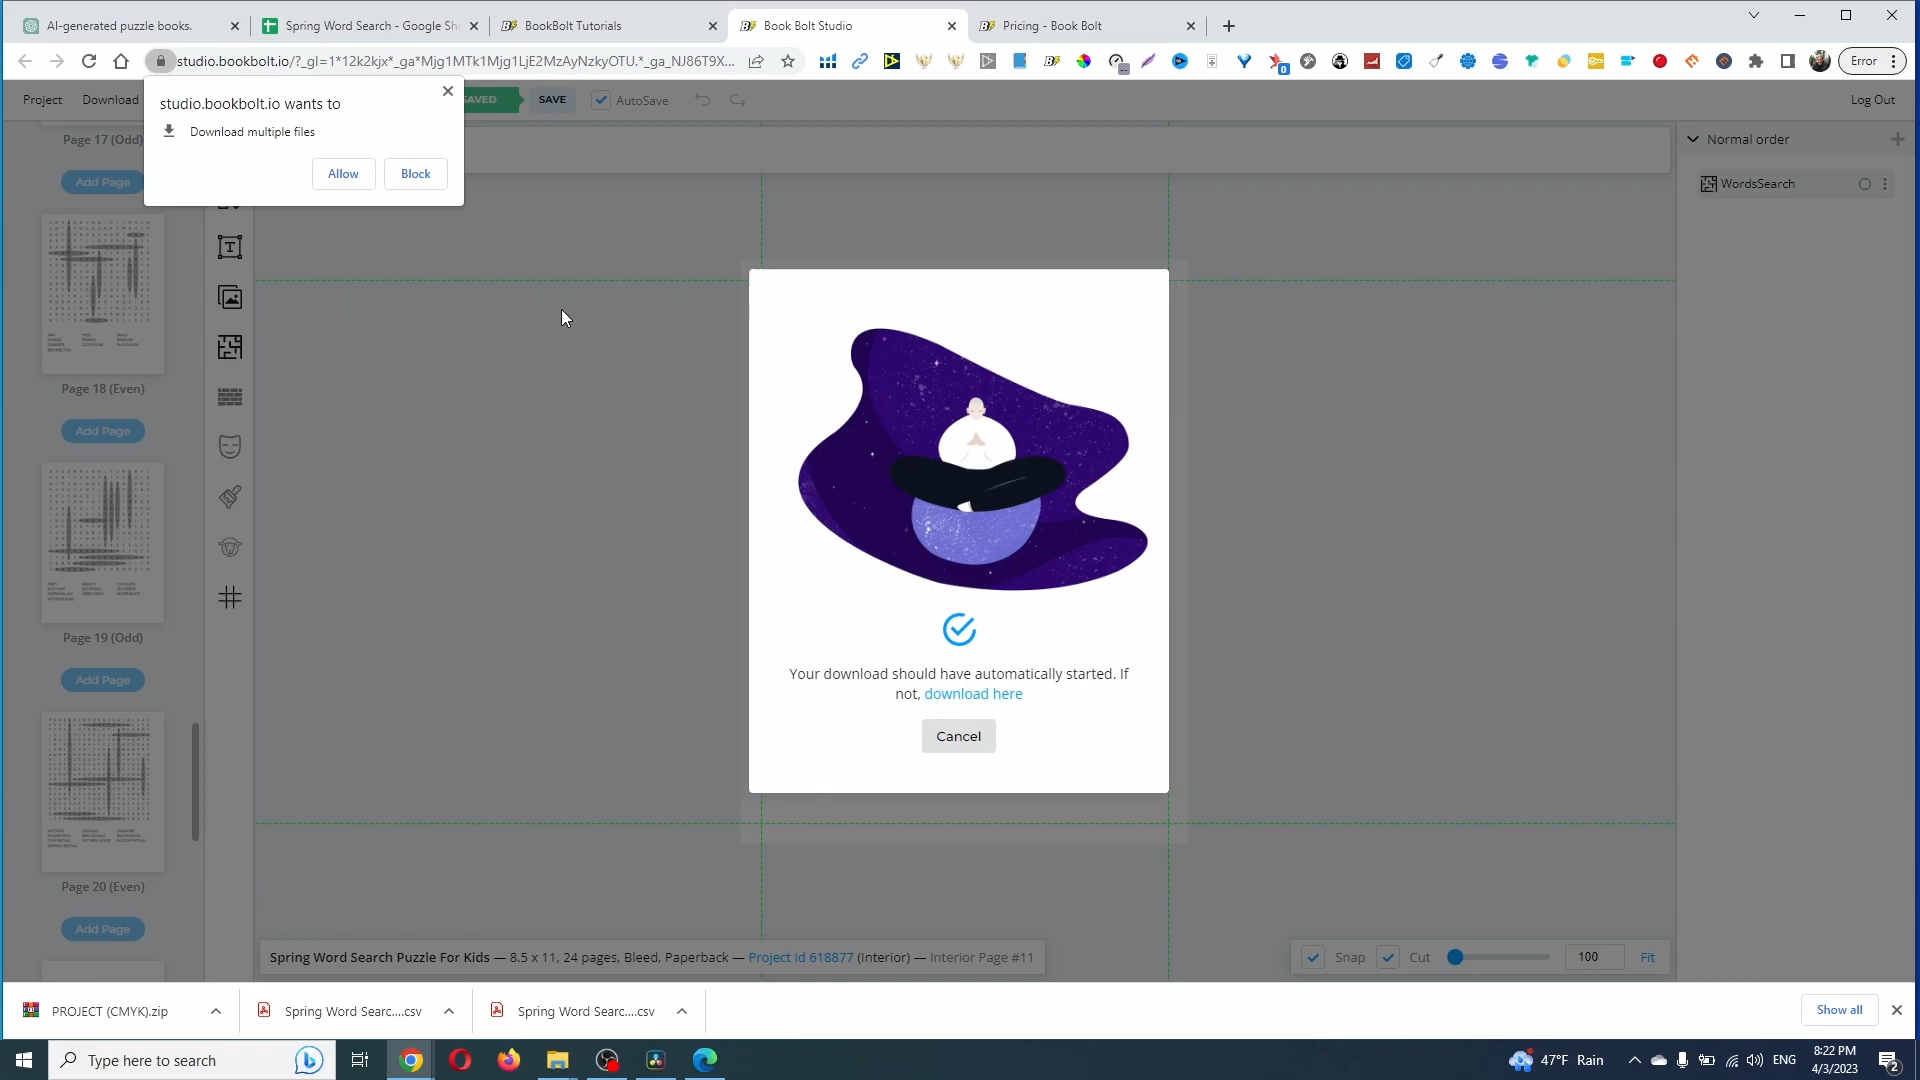 AI-generated puzzle books.
Spring Word Search - Google She
BookBolt Tutorials
Book Bolt Studio
Pricing - Book Bolt
studio.bookbolt.io/?_gl=1*12k2kjx*_ga*Mjg1MTk1Mjg1LjE2MzAyNzkyOTU.*_ga_NJ86T9X...
Error
studio.bookbolt.io wants to
Download multiple files
Allow
Block
Project
Download
SAVED
SAVE
AutoSave
Log Out
Page 17 (Odd)
Normal order
Add Page
WordsSearch
Page 18 (Even)
Add Page
Page 19 (Odd)
Add Page
Page 20 (Even)
Add Page
Your download should have automatically started. If
not, download here
Cancel
Spring Word Search Puzzle For Kids — 8.5 x 11, 24 pages, Bleed, Paperback — Project Id 618877 (Interior) — Interior Page #11
Snap
Cut
100
Fit
PROJECT (CMYK).zip
Spring Word Searc....csv
Spring Word Searc....csv
Show all
Type here to search
47°F Rain
ENG
8:22 PM
4/3/2023
2